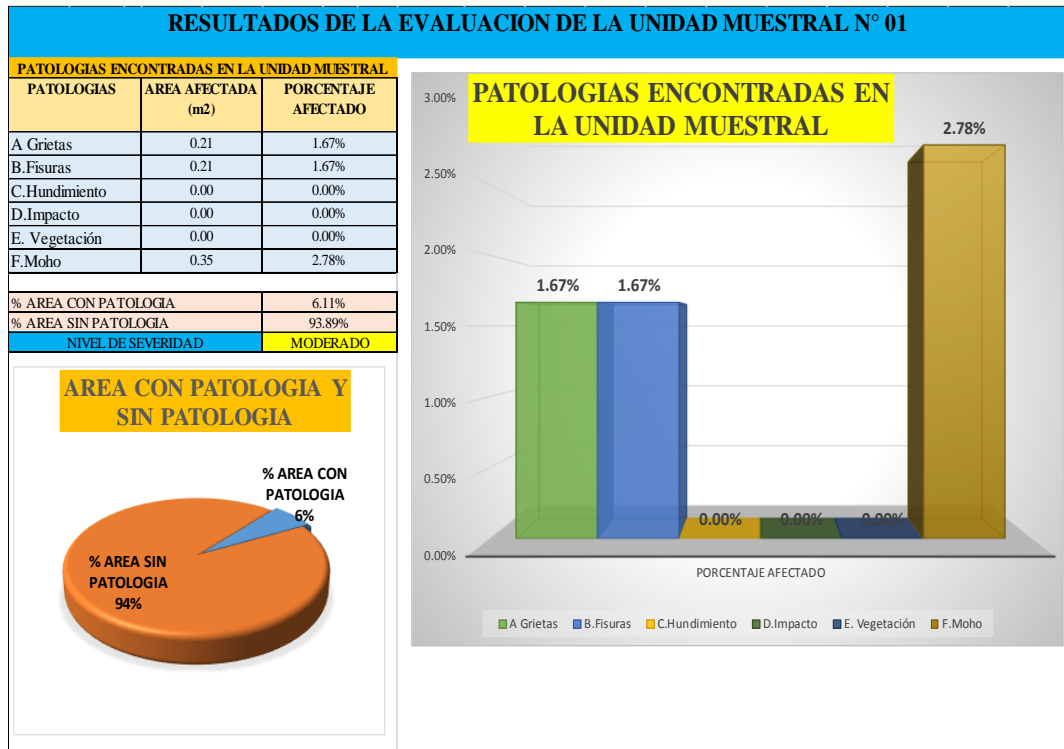 RESULTADOS DE LA EVALUACION DE LA UNIDAD MUESTRAL N° 01
PATOLOGIAS ENCONTRADAS EN LA UNIDAD MUESTRAL
PATOLOGIAS AREA AFECTADA (m2) PORCENTAJE AFECTADO
A Grietas 0.21 1.67%
B.Fisuras 0.21 1.67%
C.Hundimiento 0.00 0.00%
D.Impacto 0.00 0.00%
E. Vegetación 0.00 0.00%
F.Moho 0.35 2.78%
% AREA CON PATOLOGIA 6.11%
% AREA SIN PATOLOGIA 93.89%
NIVEL DE SEVERIDAD MODERADO
AREA CON PATOLOGIA Y
SIN PATOLOGIA
% AREA CON
PATOLOGIA
6%
% AREA SIN
PATOLOGIA
94%
PATOLOGIAS ENCONTRADAS EN
LA UNIDAD MUESTRAL
3.00%
2.50%
2.00%
1.50%
1.00%
0.50%
0.00%
1.67%
1.67%
0.00%
0.00%
0.00%
2.78%
PORCENTAJE AFECTADO
A Grietas B.Fisuras C.Hundimiento D.Impacto E. Vegetación F.Moho